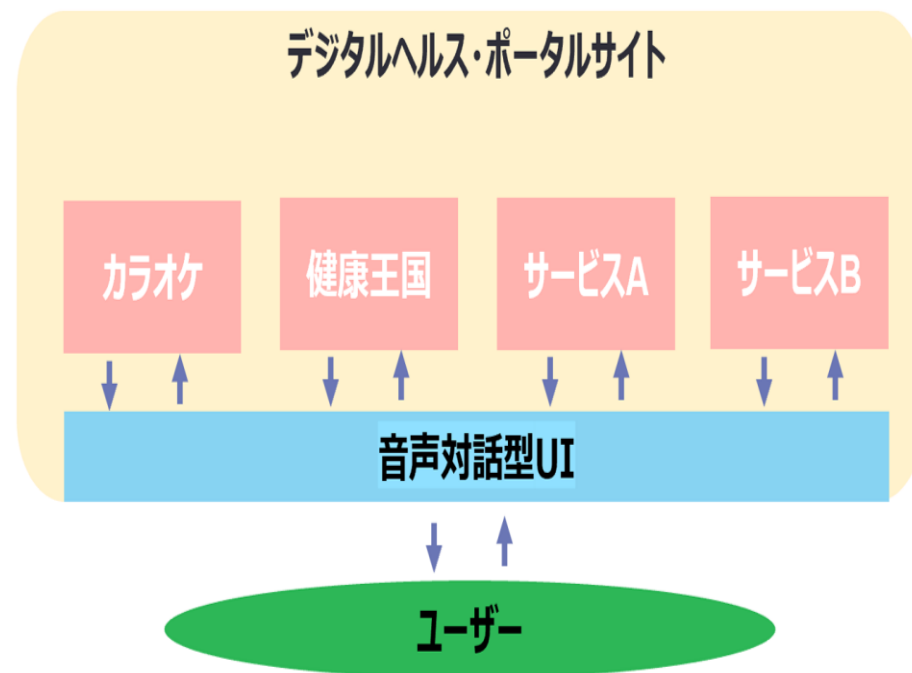 デジタルヘルス・ポータルサイト
カラオケ
健康王国
サービスA
サービスB
音声対話型UI
ユーザー